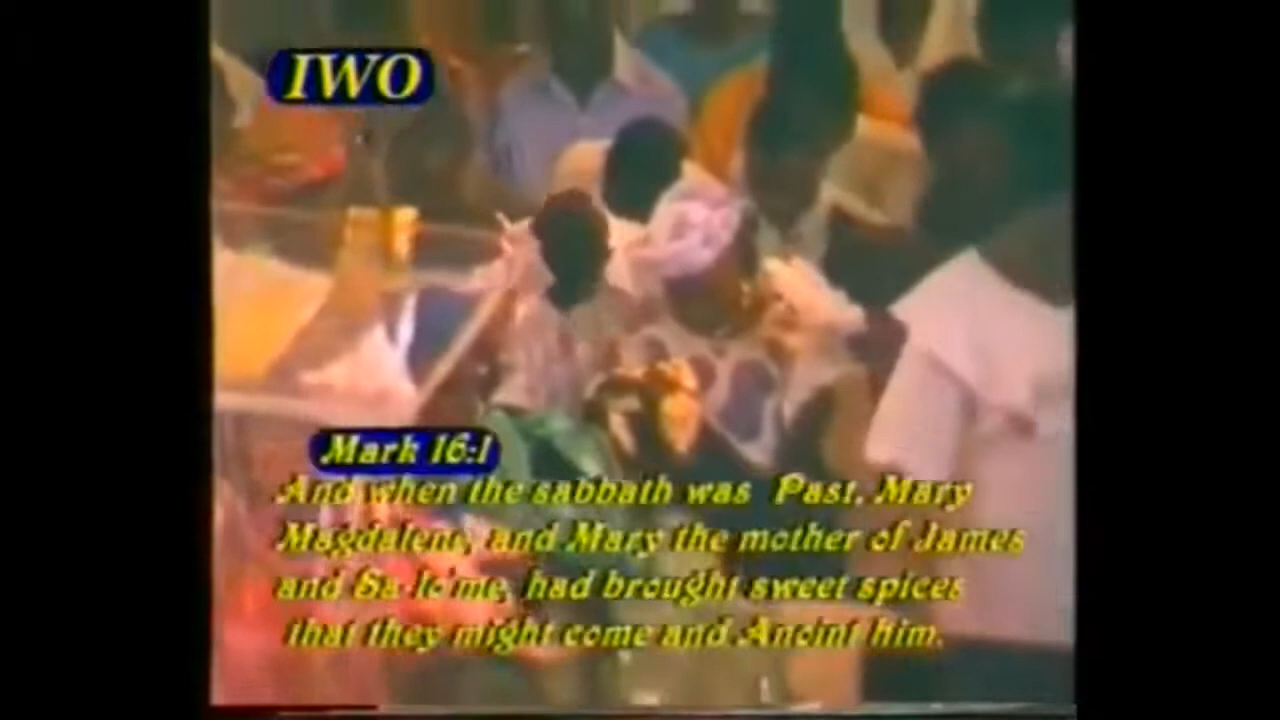 IWO
Mark 16:1
And when the sabbath was Past, Mary
Magdalene, and Mary the mother of James
and Sa-lo'me, had brought sweet spices
that they might come and Anoint him.